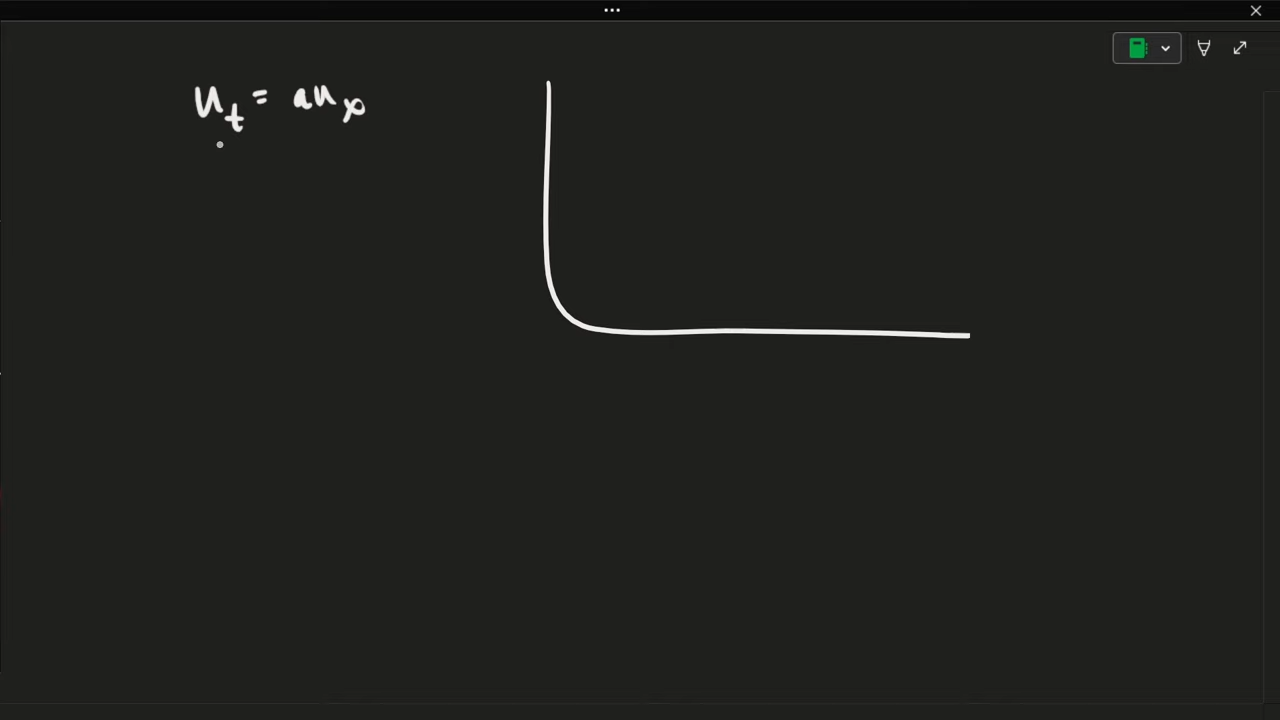 u_t = au_x